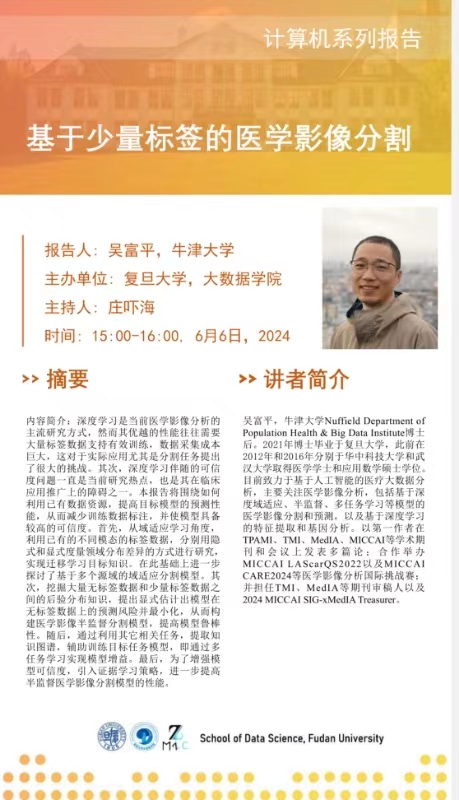 计算机系列报告
基于少量标签的医学影像分割
报告人：吴富平，牛津大学
主办单位：复旦大学，大数据学院
主持人：庄吓海
时间：15:00-16:00, 6月6日，2024
>> 摘要
内容简介：深度学习是当前医学影像分析的
主流研究方式，然而其优越的性能往往需要
大量标签数据支持有效训练，数据采集成本
巨大，这对于实际应用尤其是分割任务提出
了很大的挑战。其次，深度学习伴随的可信
度问题一直是当前研究热点，也是其在临床
应用推广上的障碍之一。本报告将围绕如何
利用已有数据资源，提高目标模型的预测性
能，从而减少训练数据标注，并使模型具备
较高的可信度。首先，从域适应学习角度，
利用已有的不同模态的标签数据，分别用隐
式和显式度量领域分布差异的方式进行研究，
实现迁移学习目标知识。在此基础上进一步
探讨了基于多个源域的域适应分割模型。其
次，挖掘大量无标签数据和少量标签数据之
间的后验分布知识，提出显式估计出模型在
无标签数据上的预测风险并最小化，从而构
建医学影像半监督分割模型，提高模型鲁棒
性。随后，通过利用其它相关任务，提取知
识图谱，辅助训练目标任务模型，即通过多
任务学习实现模型增益。最后，为了增强模
型可信度，引入证据学习策略，进一步提高
半监督医学影像分割模型的性能。
>> 讲者简介
吴富平，牛津大学Nuffield Department of
Population Health & Big Data Institute博士
后。2021年博士毕业于复旦大学，此前在
2012年和2016年分别于华中科技大学和武
汉大学取得医学学士和应用数学硕士学位。
目前致力于基于人工智能的医疗大数据分
析，主要关注医学影像分析，包括基于深
度域适应、半监督、多任务学习等模型的
医学影像分割和预测，以及基于深度学习
的特征提取和基因分析。以第一作者在
TPAMI、TMI、MedIA、MICCAI等学术期
刊和会议上发表多篇论；合作举办
MICCAI LAScarQS2022以及MICCAI
CARE2024等医学影像分析国际挑战赛；
并担任TMI、MedIA等期刊审稿人以及
2024 MICCAI SIG-xMedIA Treasurer。
School of Data Science, Fudan University